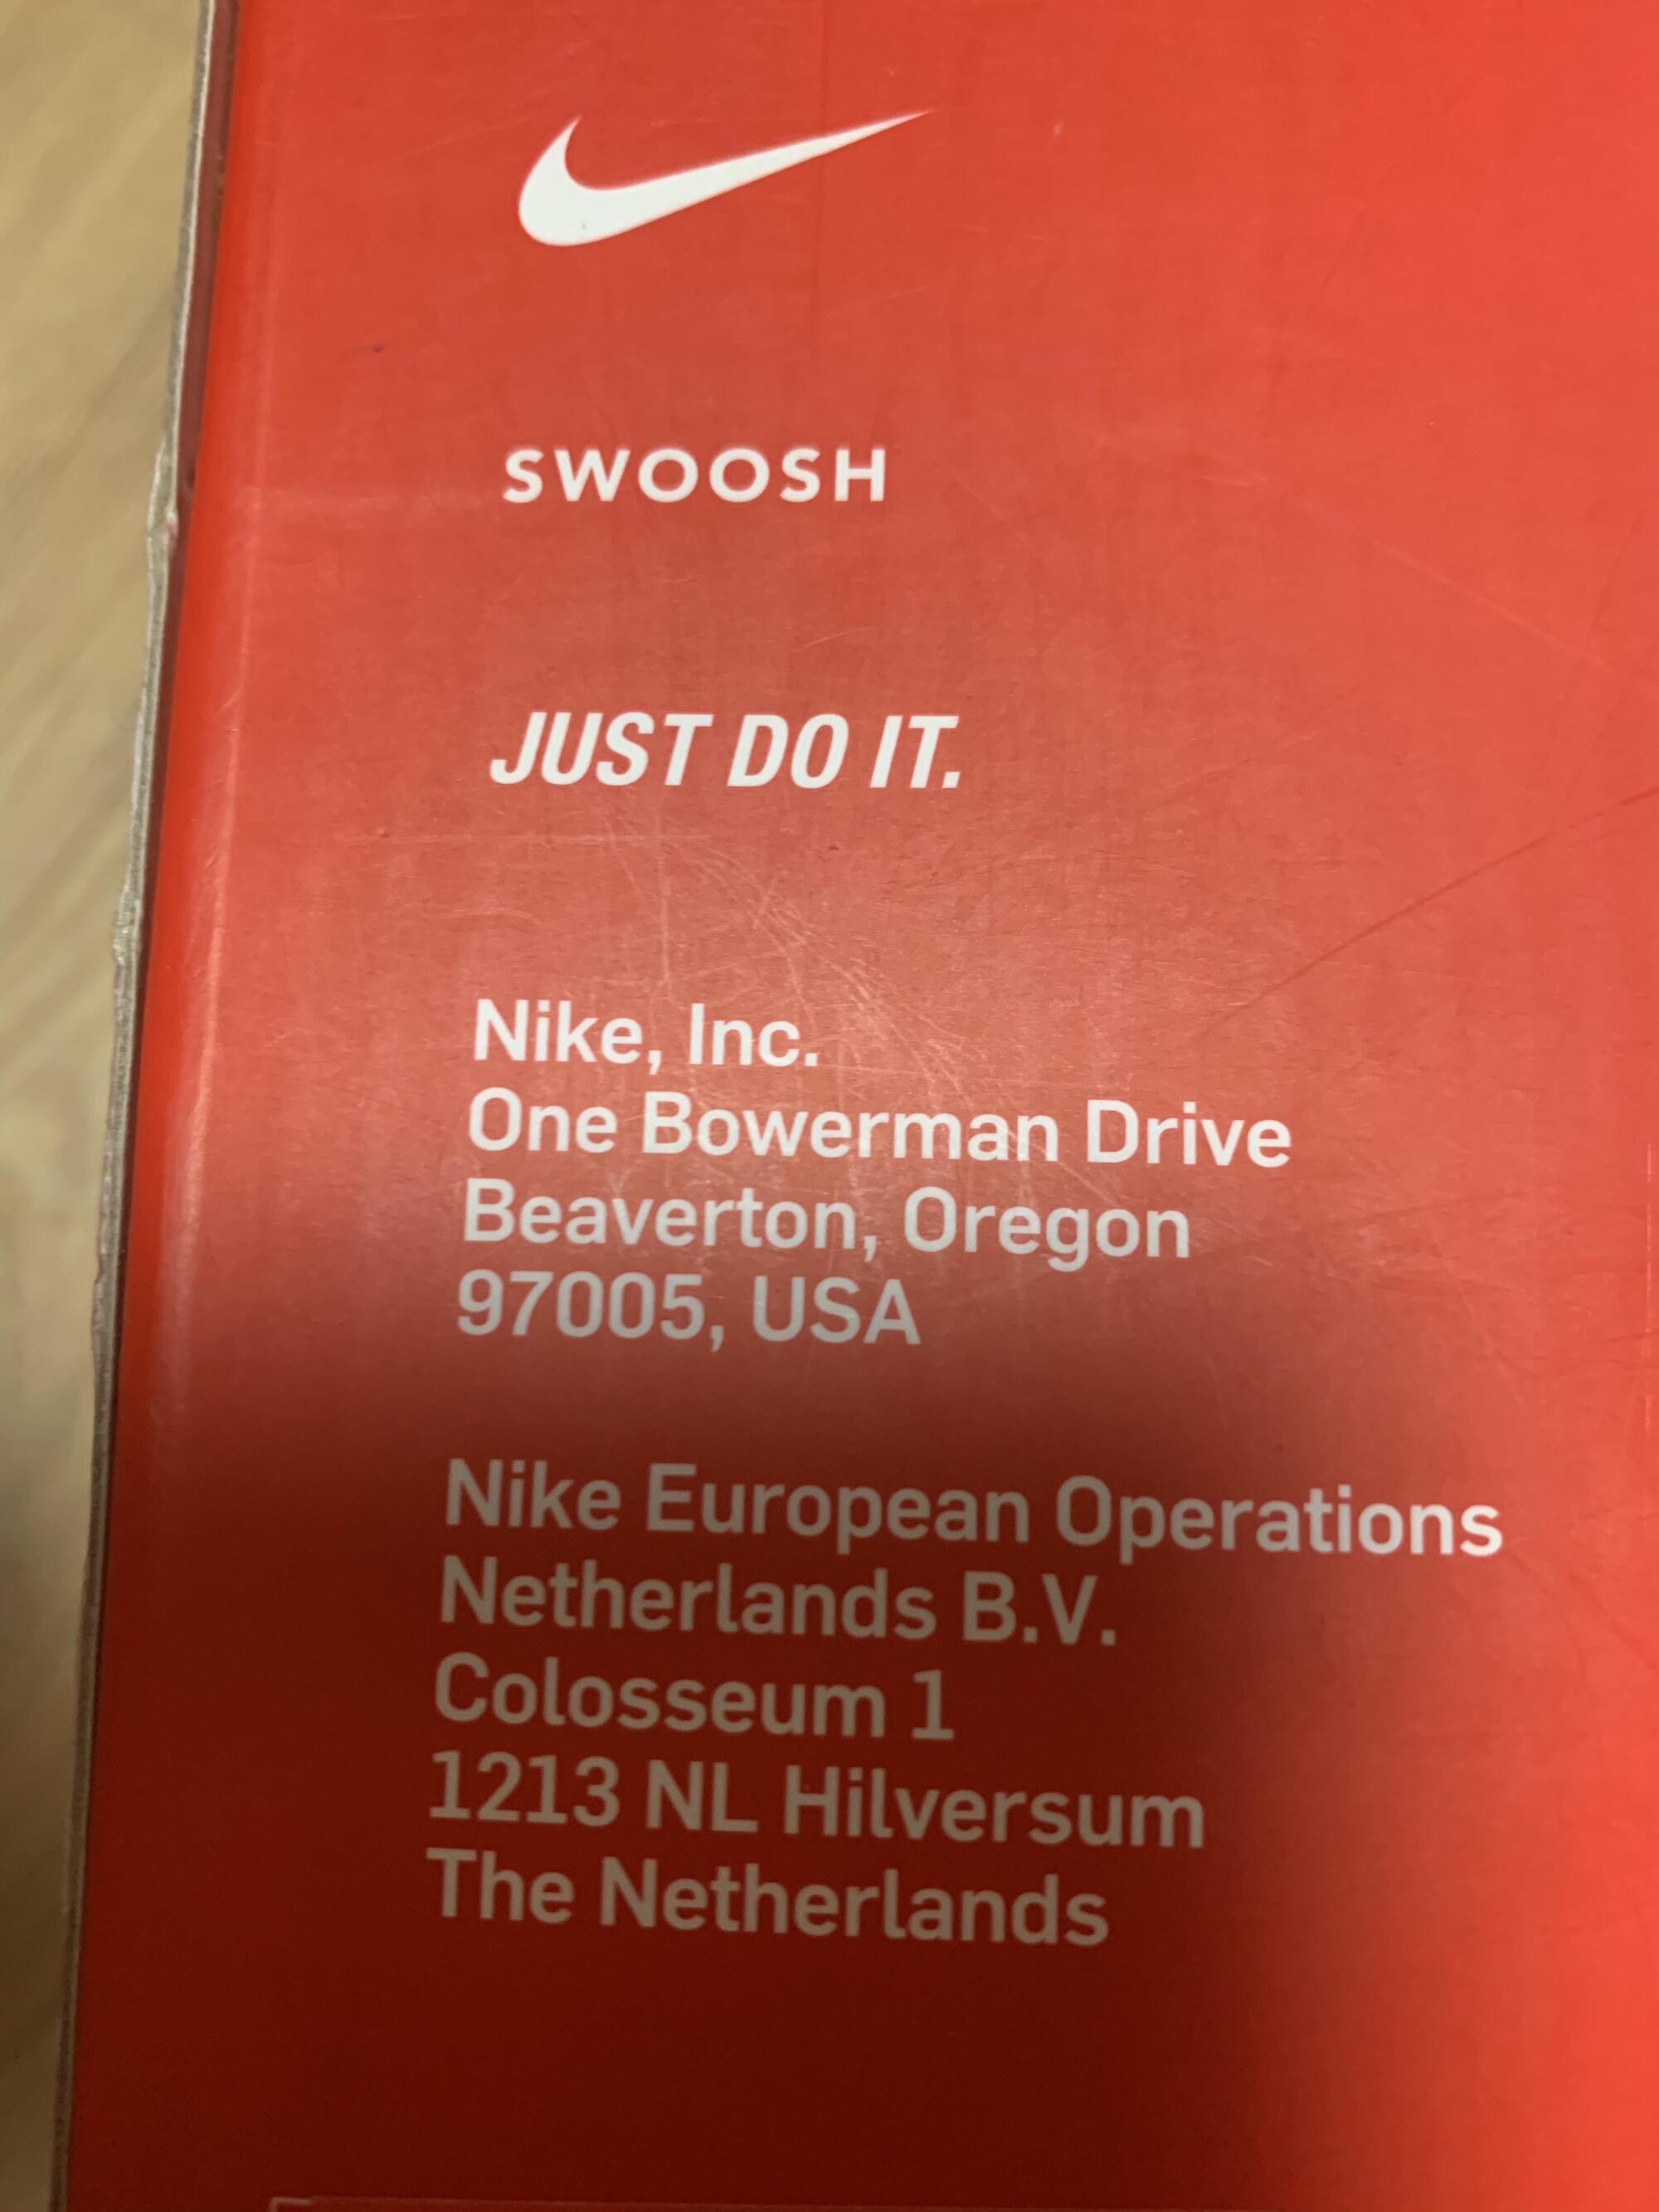 SWOOSH
JUST DO IT.
Nike, Inc.
One Bowerman Drive
Beaverton, Oregon
97005, USA
Nike European Operations
Netherlands B.V.
Colosseum 1
1213 NL Hilversum
The Netherlands